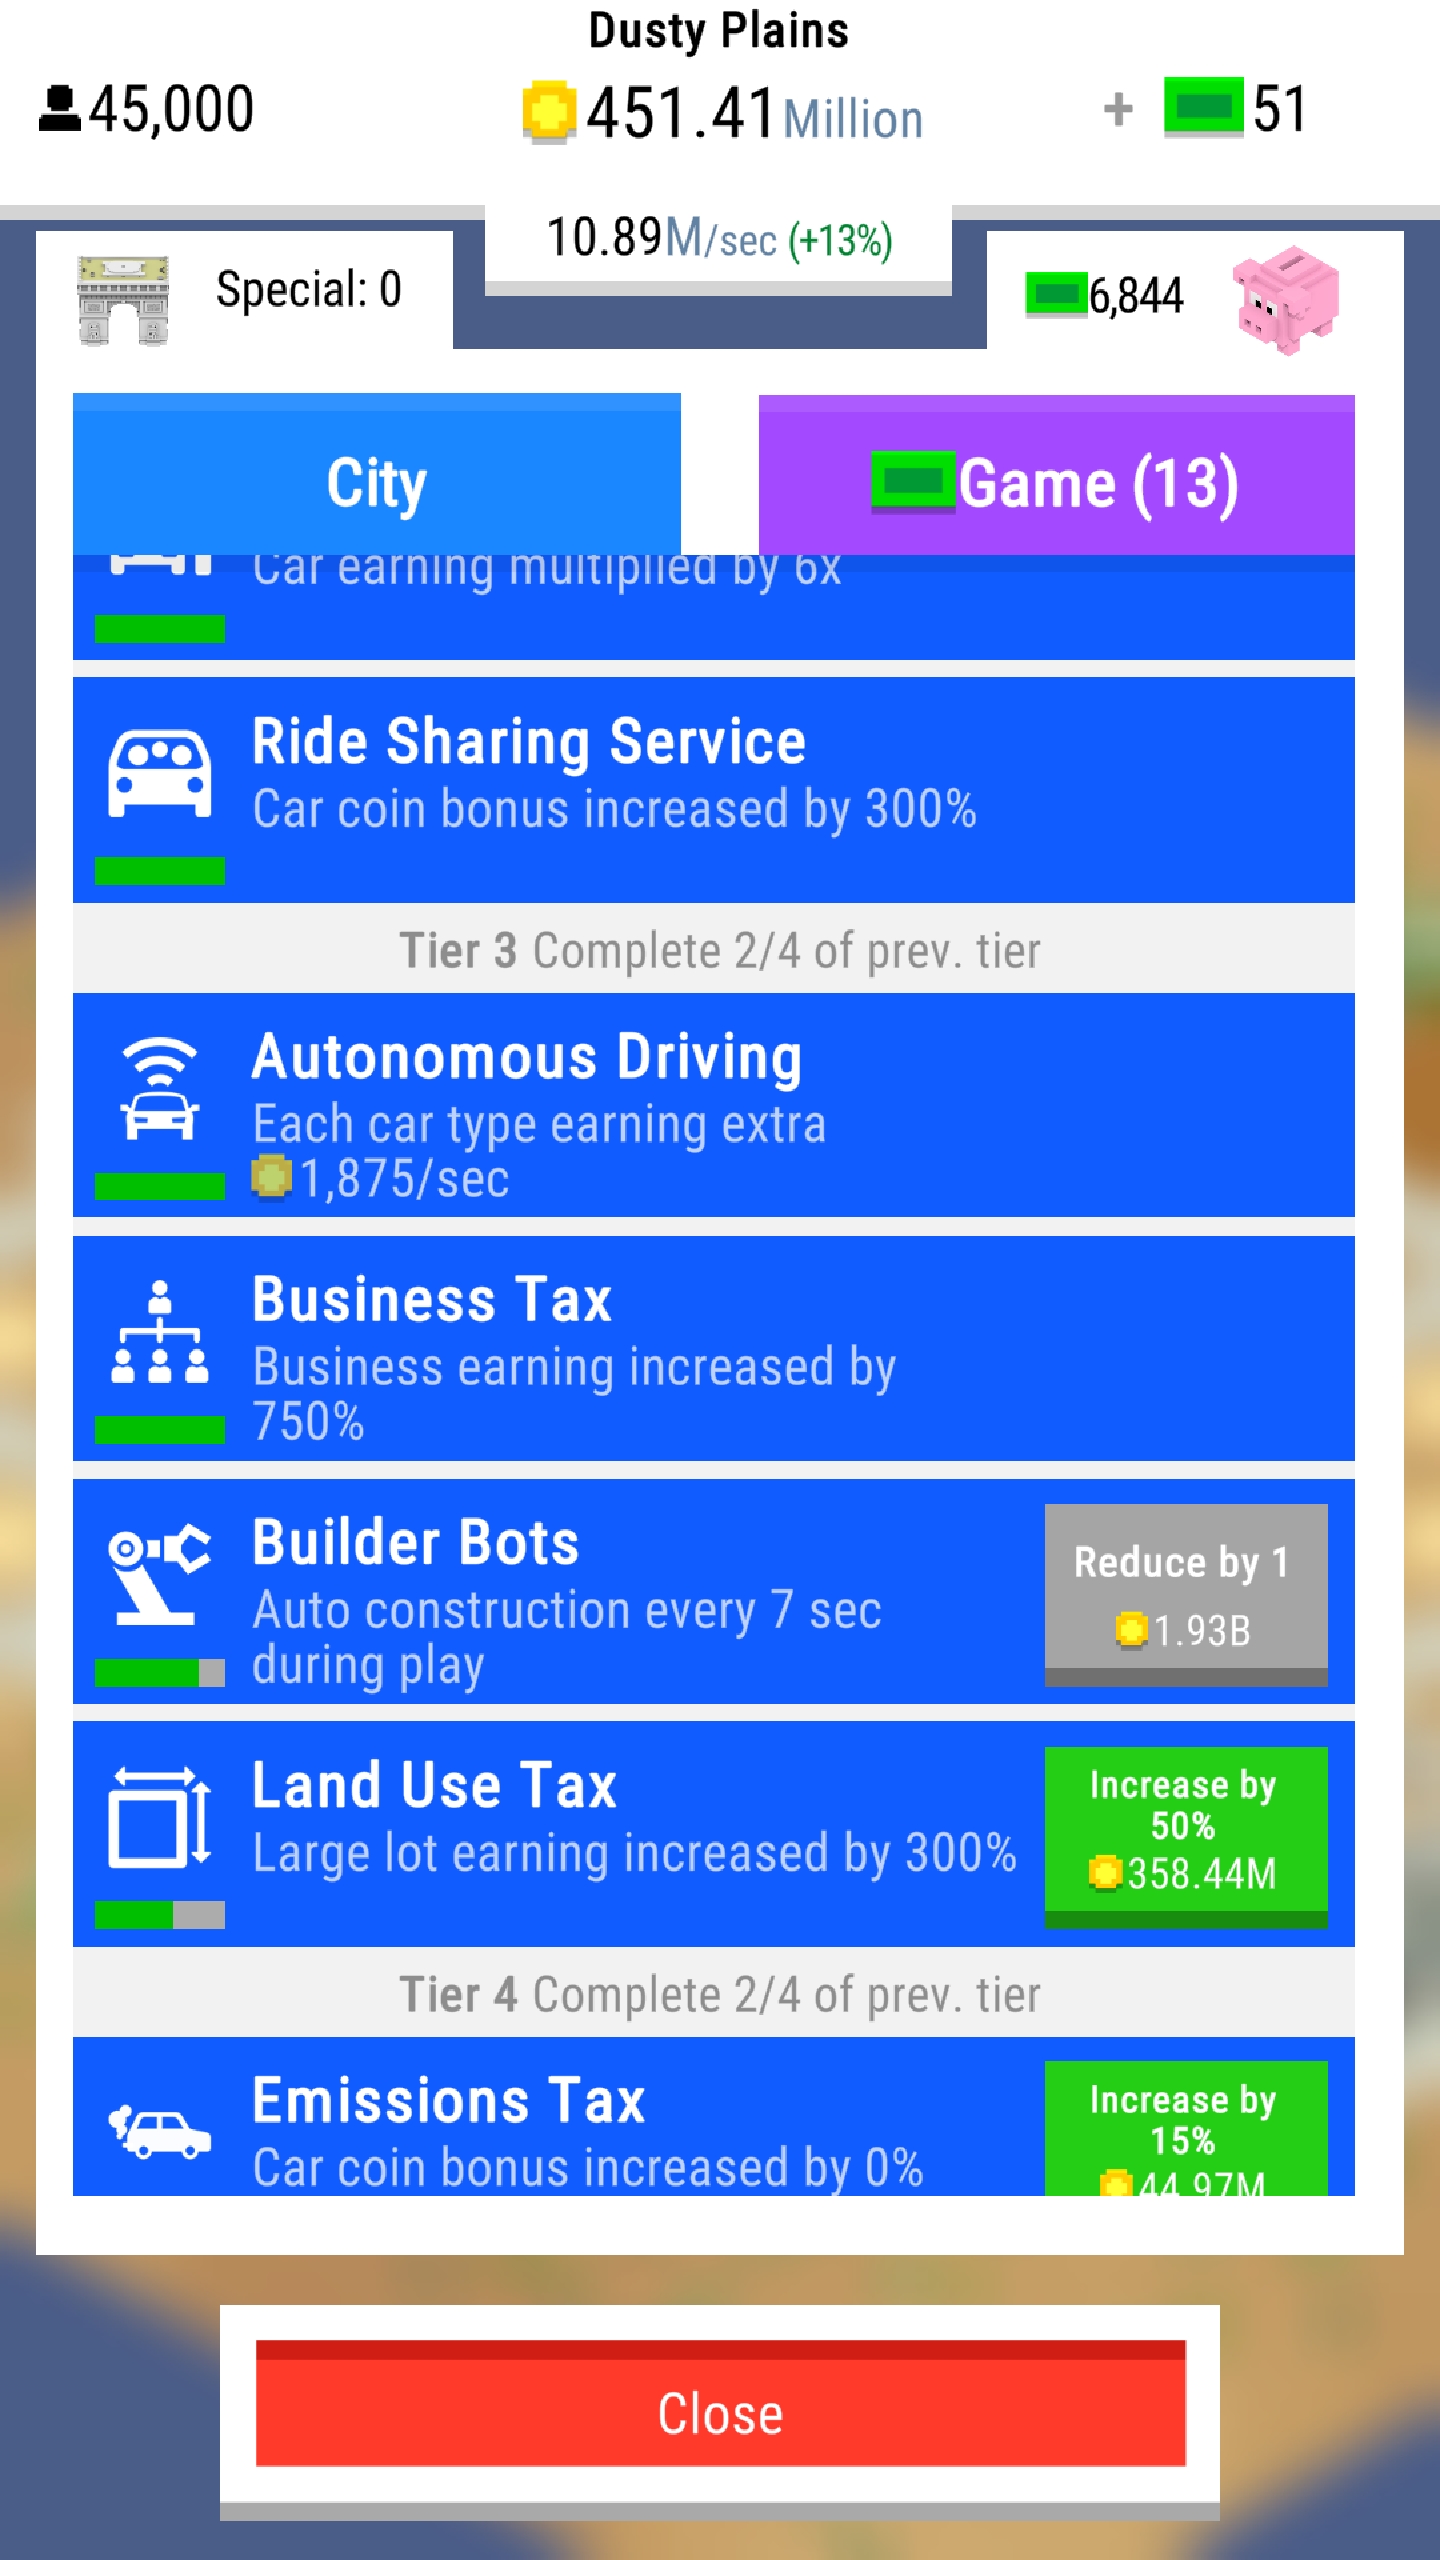 Dusty Plains
45,000
451.41Million
+ 51
10.89M/sec (+13%)
Special: 0
6,844
City
Game (13)
Car earning multiplied by 6x
Ride Sharing Service
Car coin bonus increased by 300%
Tier 3 Complete 2/4 of prev. tier
Autonomous Driving
Each car type earning extra
1,875/sec
Business Tax
Business earning increased by
750%
Builder Bots
Auto construction every 7 sec
during play
Reduce by 1
1.93B
Land Use Tax
Large lot earning increased by 300%
Increase by
50%
358.44M
Tier 4 Complete 2/4 of prev. tier
Emissions Tax
Car coin bonus increased by 0%
Increase by
15%
44.97M
Close